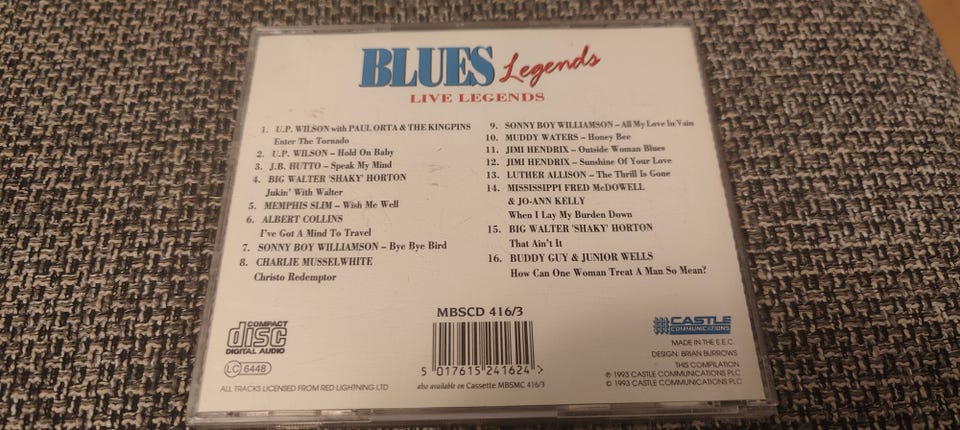 BLUES Legends
LIVE LEGENDS
1. U.P. WILSON with PAUL ORTA & THE KINGPINS
Enter The Tornado
2. U.P. WILSON – Hold On Baby
3. J.B. HUTTO – Speak My Mind
4. BIG WALTER 'SHAKY' HORTON
Jukin' With Walter
5. MEMPHIS SLIM – Wish Me Well
6. ALBERT COLLINS
I've Got A Mind To Travel
7. SONNY BOY WILLIAMSON – Bye Bye Bird
8. CHARLIE MUSSELWHITE
Christo Redemptor
9. SONNY BOY WILLIAMSON – All My Love In Vain
10. MUDDY WATERS – Honey Bee
11. JIMI HENDRIX – Outside Woman Blues
12. JIMI HENDRIX – Sunshine Of Your Love
13. LUTHER ALLISON – The Thrill Is Gone
14. MISSISSIPPI FRED McDOWELL
& JO-ANN KELLY
When I Lay My Burden Down
15. BIG WALTER 'SHAKY' HORTON
That Ain't It
16. BUDDY GUY & JUNIOR WELLS
How Can One Woman Treat A Man So Mean?
COMPACT
disc
DIGITAL AUDIO
LC 6448
ALL TRACKS LICENSED FROM RED LIGHTNING LTD
MBSCD 416/3
5 017615 241624 >
also available on Cassette MBSMC 416/3
CASTLE
COMMUNICATIONS
MADE IN THE E.E.C.
DESIGN: BRIAN BURROWS
THIS COMPILATION
℗ 1993 CASTLE COMMUNICATIONS PLC
© 1993 CASTLE COMMUNICATIONS PLC